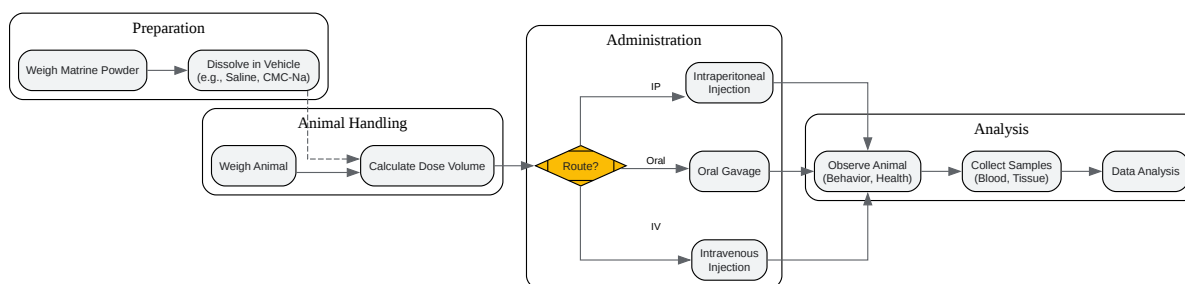 Preparation
Weigh Matrine Powder
Dissolve in Vehicle
(e.g., Saline, CMC-Na)
Animal Handling
Weigh Animal
Calculate Dose Volume
Administration
Route?
IP
Intraperitoneal
Injection
Oral
Oral Gavage
IV
Intravenous
Injection
Analysis
Observe Animal
(Behavior, Health)
Collect Samples
(Blood, Tissue)
Data Analysis